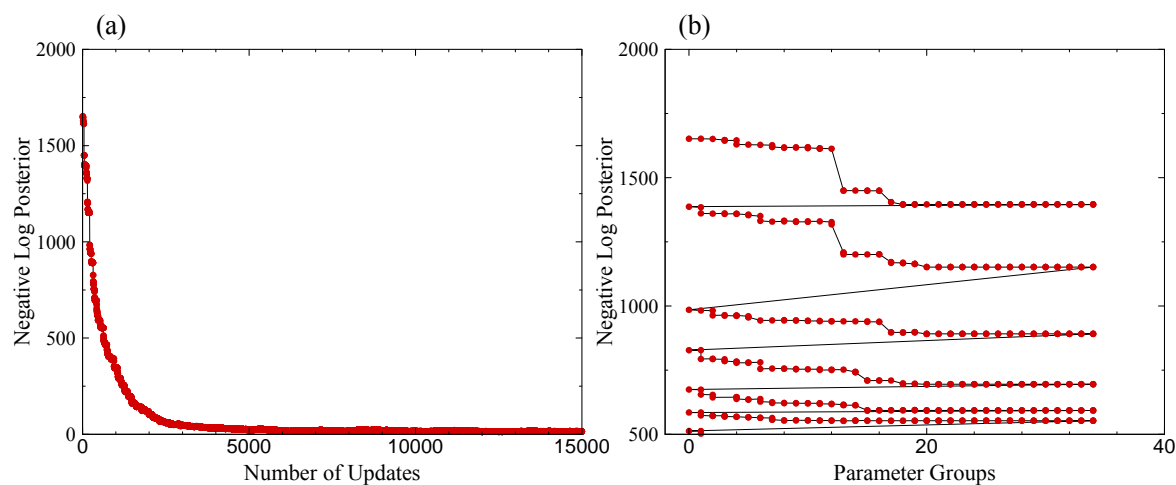 (a)
2000
1500
1000
500
0
0
5000
10000
15000
Negative Log Posterior
Number of Updates
(b)
2000
1500
1000
500
0
20
40
Negative Log Posterior
Parameter Groups